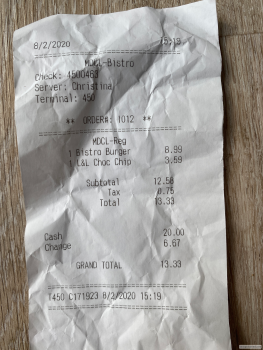 8/2/2020 15:19
MDCL-Bistro
Check: 4500463
Server: Christina
Terminal: 450
** ORDER#: 1012 **
MDCL-Reg
1 Bistro Burger 8.99
1 L&L Choc Chip 3.59
Subtotal 12.58
Tax 0.75
Total 13.33
Cash 20.00
Change 6.67
GRAND TOTAL 13.33
T450 C171923 8/2/2020 15:19